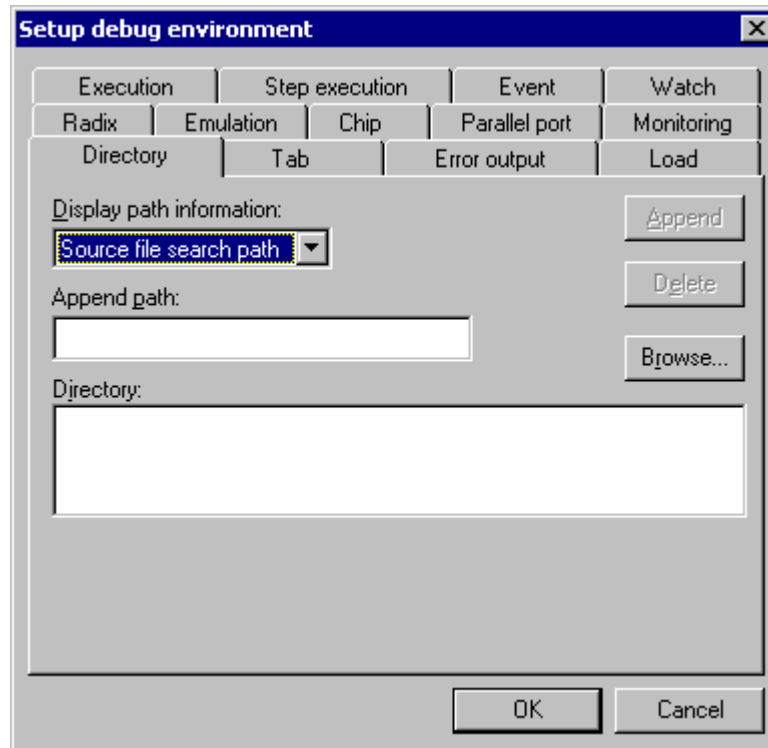 Setup debug environment
Execution Step execution Event Watch
Radix Emulation Chip Parallel port Monitoring
Directory Tab Error output Load
Display path information:
Append
Source file search path
Delete
Append path:
Browse...
Directory:
OK Cancel